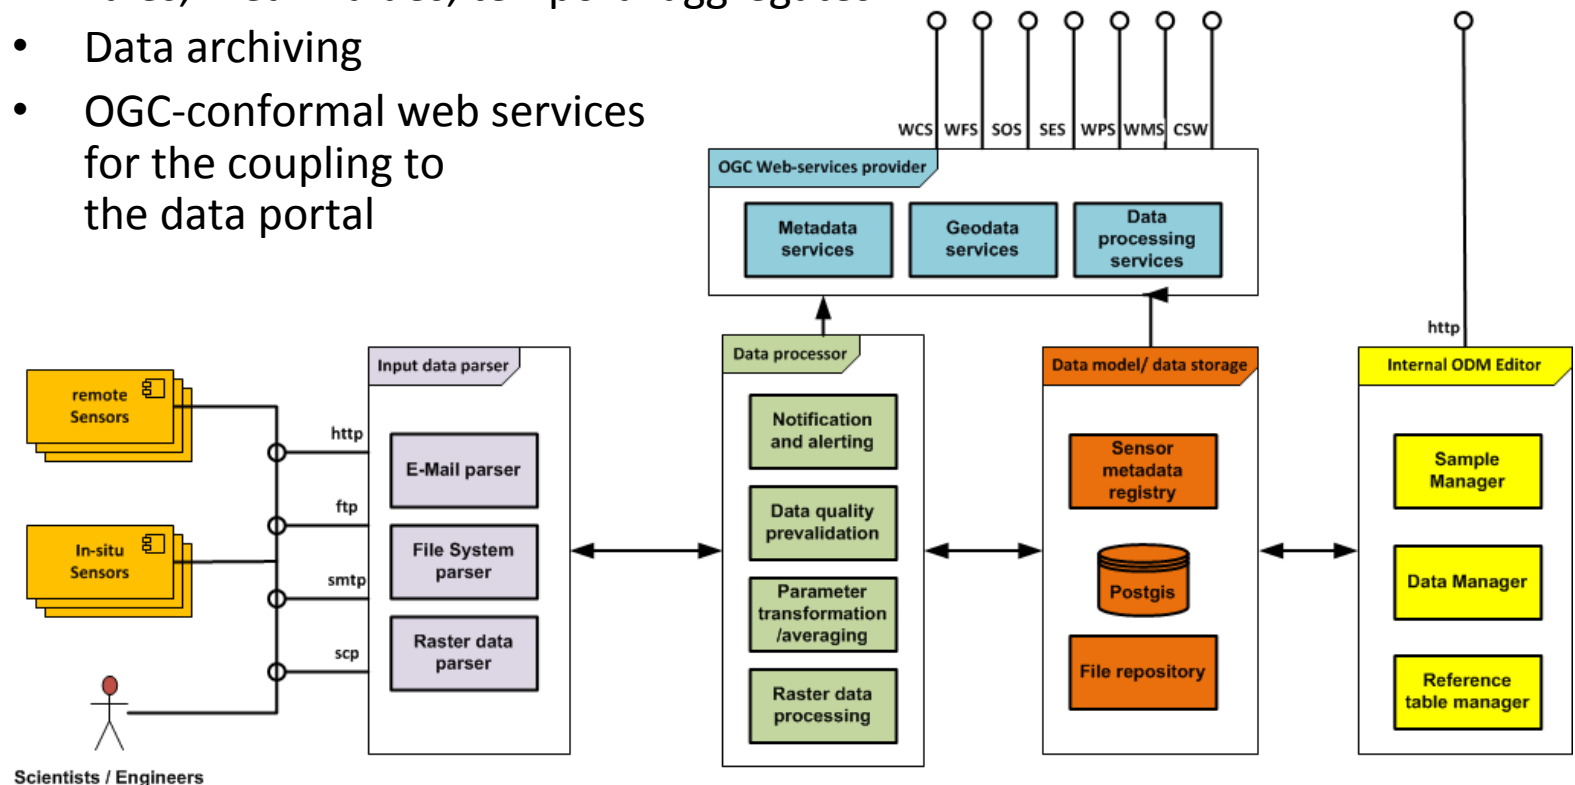 • Data archiving
• OGC-conformal web services
for the coupling to
the data portal
WCS WFS SOS SES WPS WMS CSW
OGC Web-services provider
Metadata
services
Geodata
services
Data
processing
services
http
remote
Sensors
In-situ
Sensors
Scientists / Engineers
http
ftp
smtp
scp
Input data parser
E-Mail parser
File System
parser
Raster data
parser
Data processor
Notification
and alerting
Data quality
prevalidation
Parameter
transformation
/averaging
Raster data
processing
Data model/ data storage
Sensor
metadata
registry
Postgis
File repository
Internal ODM Editor
Sample
Manager
Data Manager
Reference
table manager